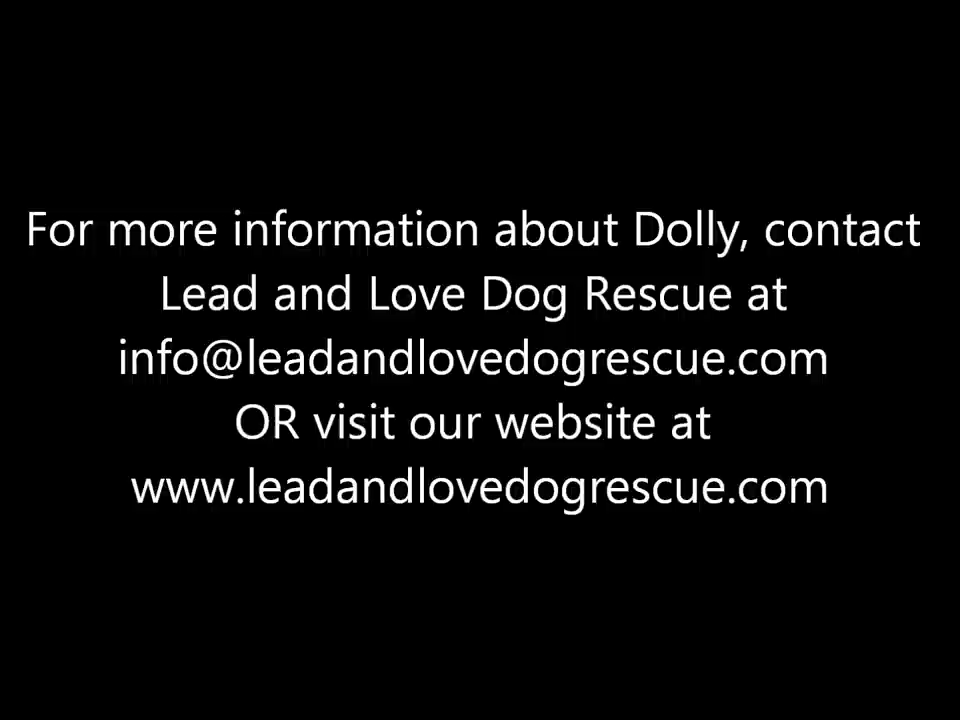 For more information about Dolly, contact
Lead and Love Dog Rescue at
info@leadandlovedogrescue.com
OR visit our website at
www.leadandlovedogrescue.com